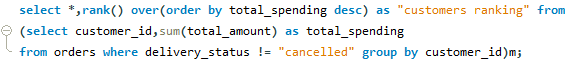 select *,rank() over(order by total_spending desc) as "customers ranking" from
(select customer_id,sum(total_amount) as total_spending
from orders where delivery_status != "cancelled" group by customer_id)m;